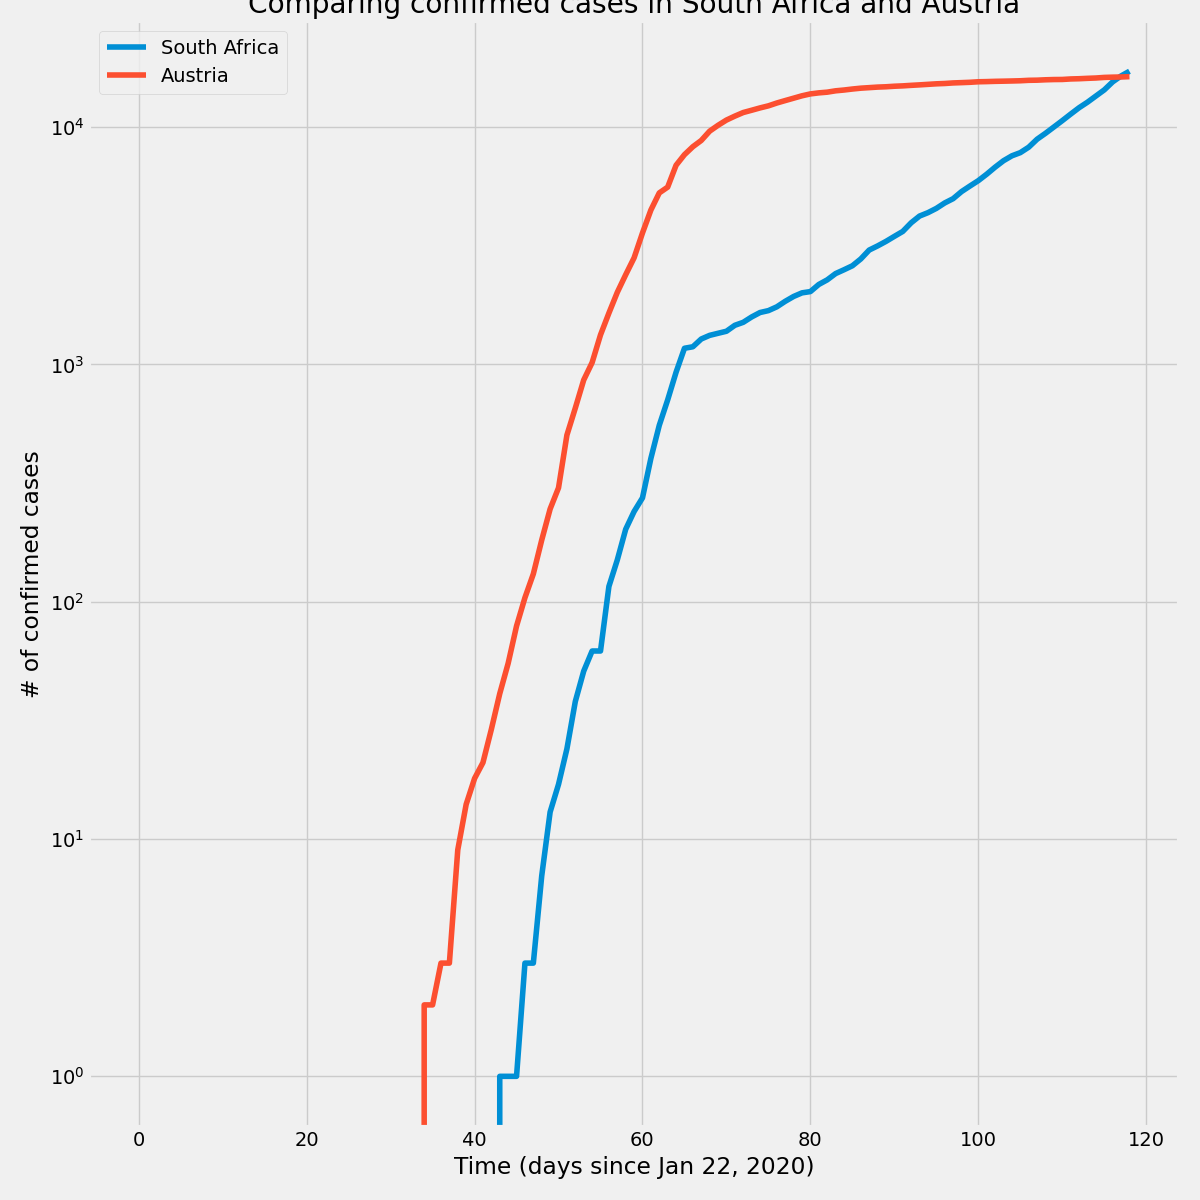 Comparing confirmed cases in South Africa and Austria
South Africa
Austria
10⁴
10³
10²
10¹
10⁰
# of confirmed cases
0 20 40 60 80 100 120
Time (days since Jan 22, 2020)